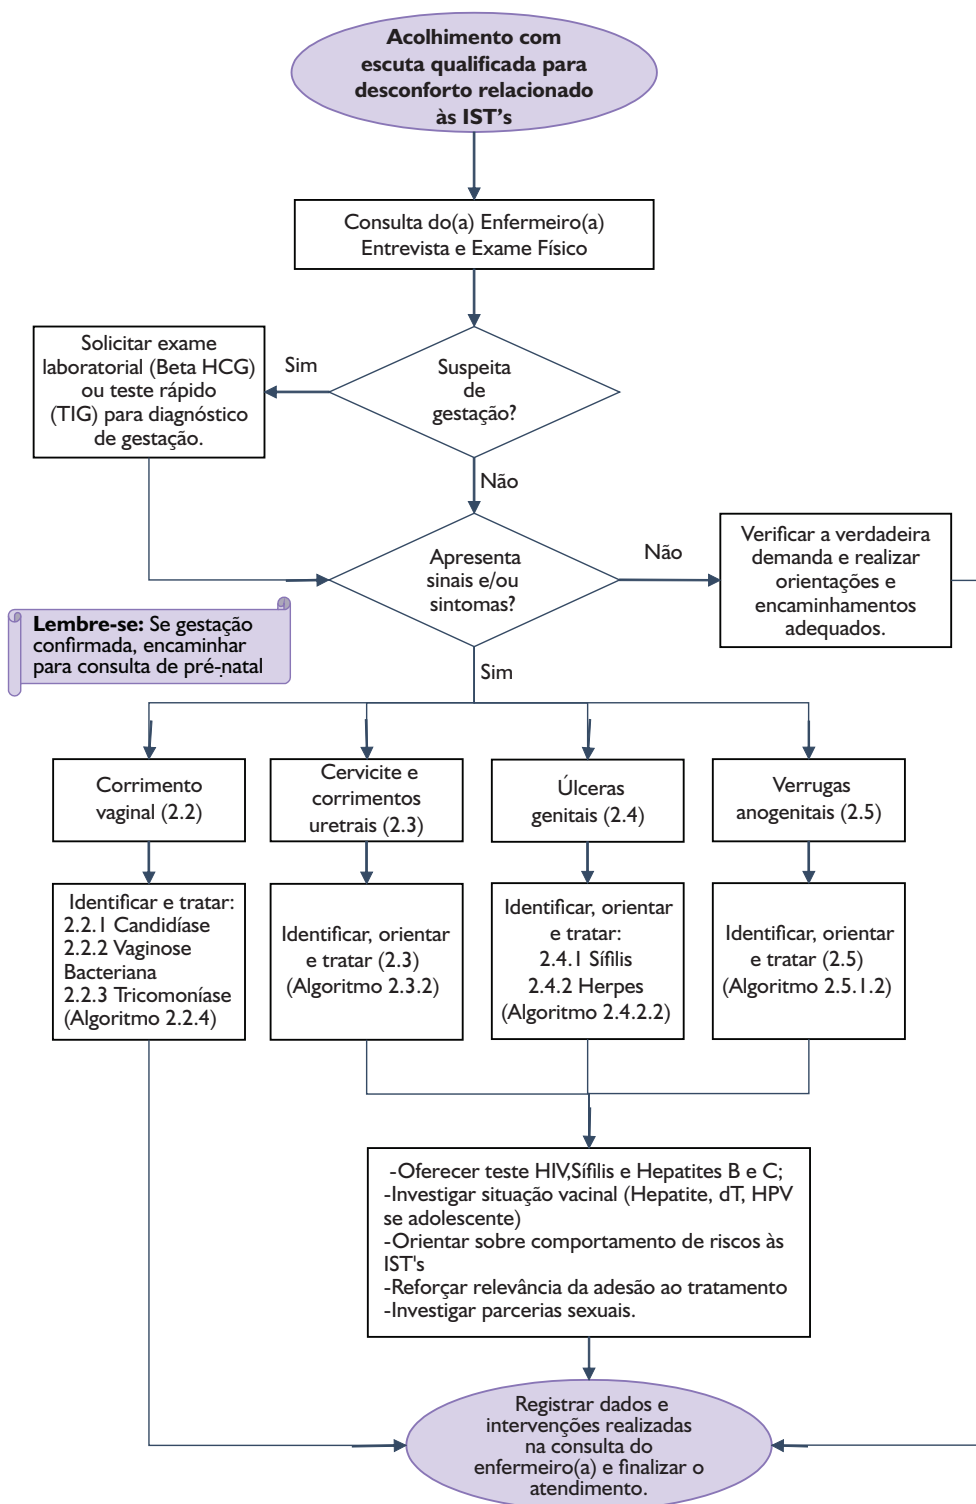 Acolhimento com
escuta qualificada para
desconforto relacionado
às IST's
Consulta do(a) Enfermeiro(a)
Entrevista e Exame Físico
Solicitar exame
laboratorial (Beta HCG)
ou teste rápido
(TIG) para diagnóstico
de gestação.
Sim
Suspeita
de
gestação?
Não
Apresenta
sinais e/ou
sintomas?
Não
Verificar a verdadeira
demanda e realizar
orientações e
encaminhamentos
adequados.
Lembre-se: Se gestação
confirmada, encaminhar
para consulta de pré-natal
Sim
Corrimento
vaginal (2.2)
Cervicite e
corrimentos
uretrais (2.3)
Úlceras
genitais (2.4)
Verrugas
anogenitais (2.5)
Identificar e tratar:
2.2.1 Candidíase
2.2.2 Vaginose
Bacteriana
2.2.3 Tricomoníase
(Algoritmo 2.2.4)
Identificar, orientar
e tratar (2.3)
(Algoritmo 2.3.2)
Identificar, orientar
e tratar:
2.4.1 Sífilis
2.4.2 Herpes
(Algoritmo 2.4.2.2)
Identificar, orientar
e tratar (2.5)
(Algoritmo 2.5.1.2)
-Oferecer teste HIV,Sífilis e Hepatites B e C;
-Investigar situação vacinal (Hepatite, dT, HPV
se adolescente)
-Orientar sobre comportamento de riscos às
IST's
-Reforçar relevância da adesão ao tratamento
-Investigar parcerias sexuais.
Registrar dados e
intervenções realizadas
na consulta do
enfermeiro(a) e finalizar o
atendimento.